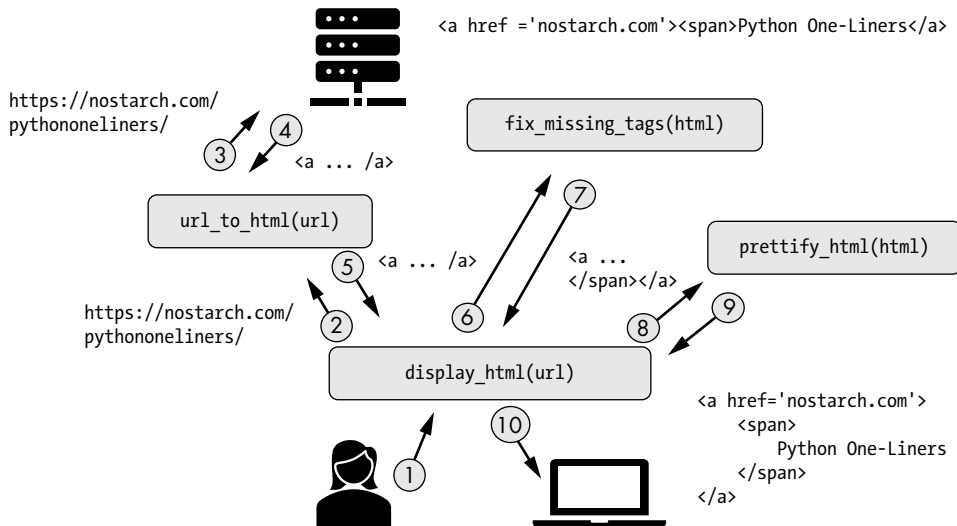 <a href ='nostarch.com'><span>Python One-Liners</a>
https://nostarch.com/
pythononeliners/
3
4
<a ... /a>
fix_missing_tags(html)
url_to_html(url)
7
prettify_html(html)
5
<a ... /a>
<a ...
</span></a>
https://nostarch.com/
pythononeliners/
2
6
8
9
display_html(url)
<a href='nostarch.com'>
    <span>
        Python One-Liners
    </span>
</a>
10
1